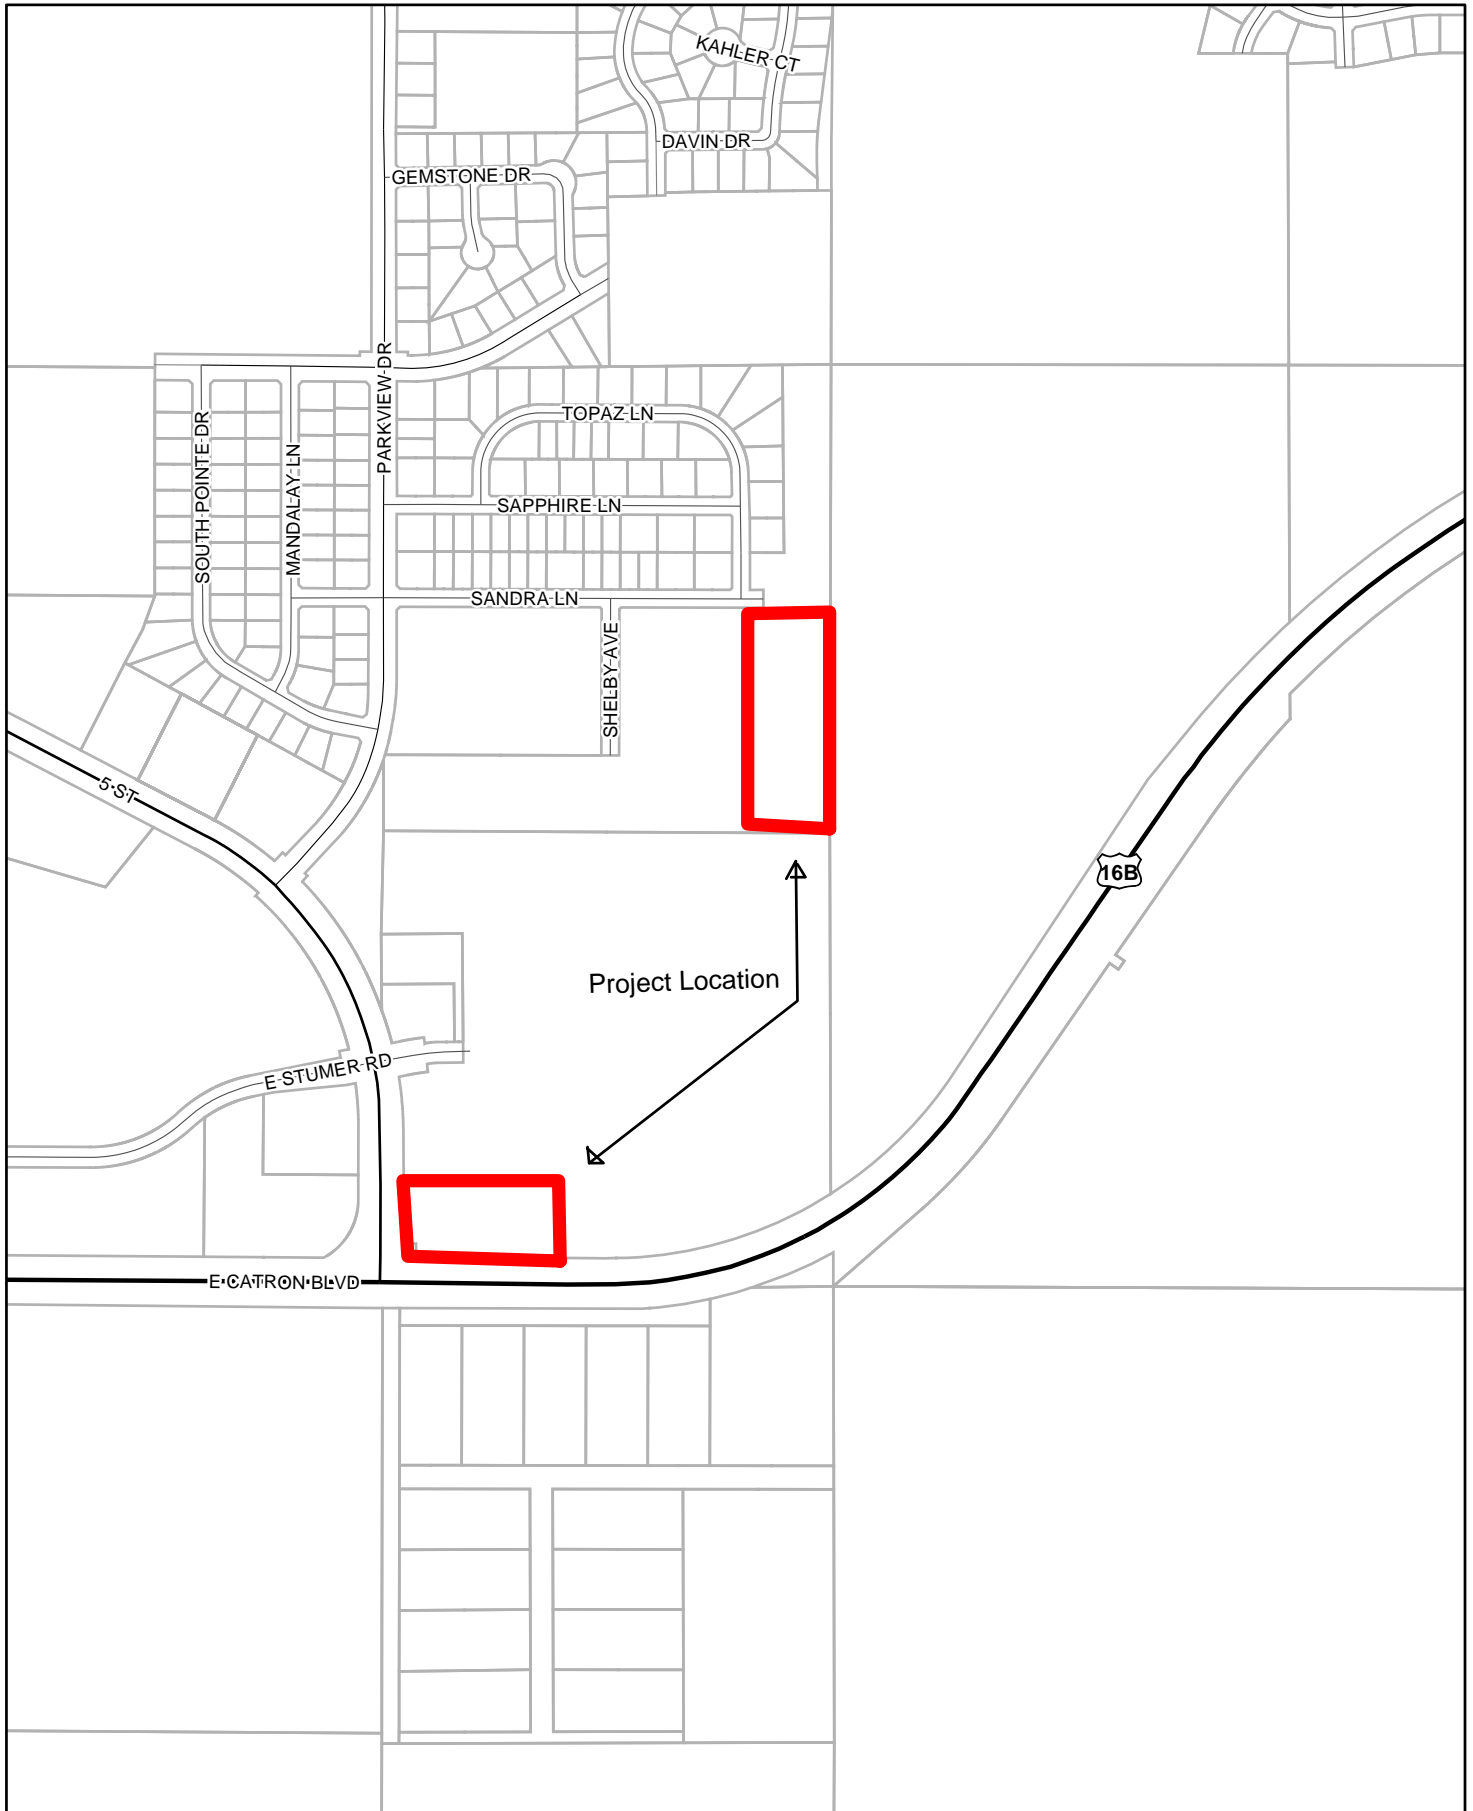 KAHLER CT
DAVIN DR
GEMSTONE DR
PARKVIEW DR
TOPAZ LN
SOUTH POINTE DR
MANDALAY LN
SAPPHIRE LN
SANDRA LN
SHELBY AVE
5 ST
16B
Project Location
E STUMER RD
E CATRON BLVD